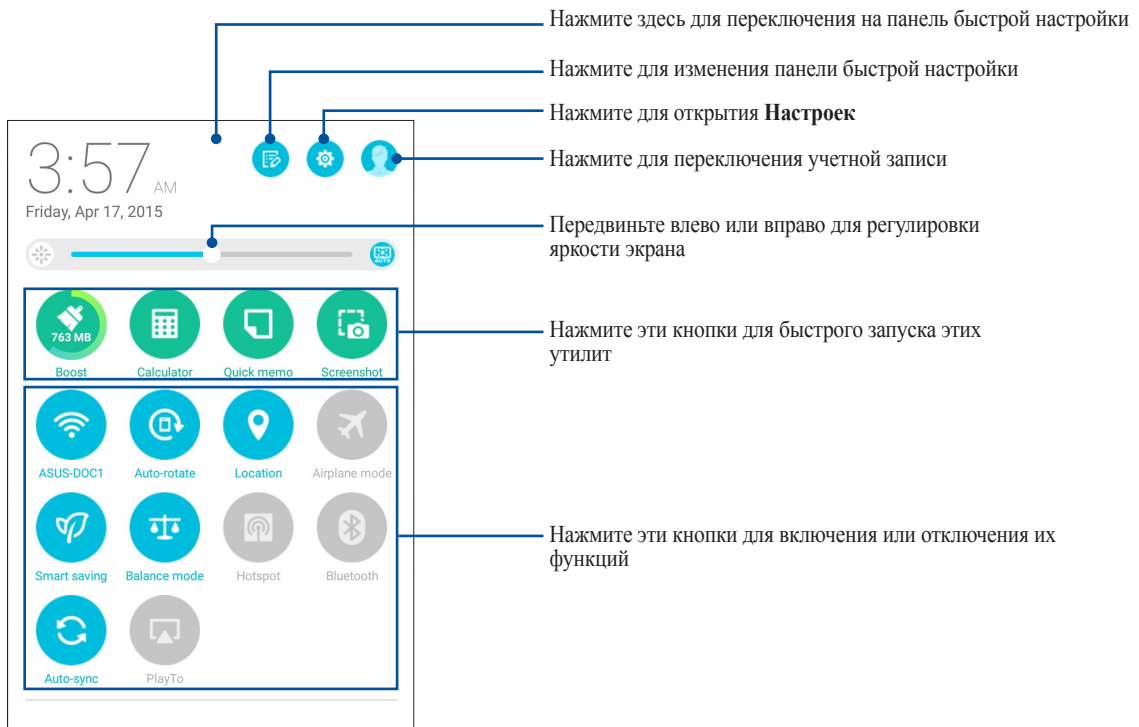 Нажмите здесь для переключения на панель быстрой настройки
Нажмите для изменения панели быстрой настройки
Нажмите для открытия Настроек
Нажмите для переключения учетной записи
3:57 AM
Friday, Apr 17, 2015
Передвиньте влево или вправо для регулировки
яркости экрана
AUTO
763 MB
Boost Calculator Quick memo Screenshot
Нажмите эти кнопки для быстрого запуска этих
утилит
ASUS-DOC1 Auto-rotate Location Airplane mode
Smart saving Balance mode Hotspot Bluetooth
Нажмите эти кнопки для включения или отключения их
функций
Auto-sync PlayTo